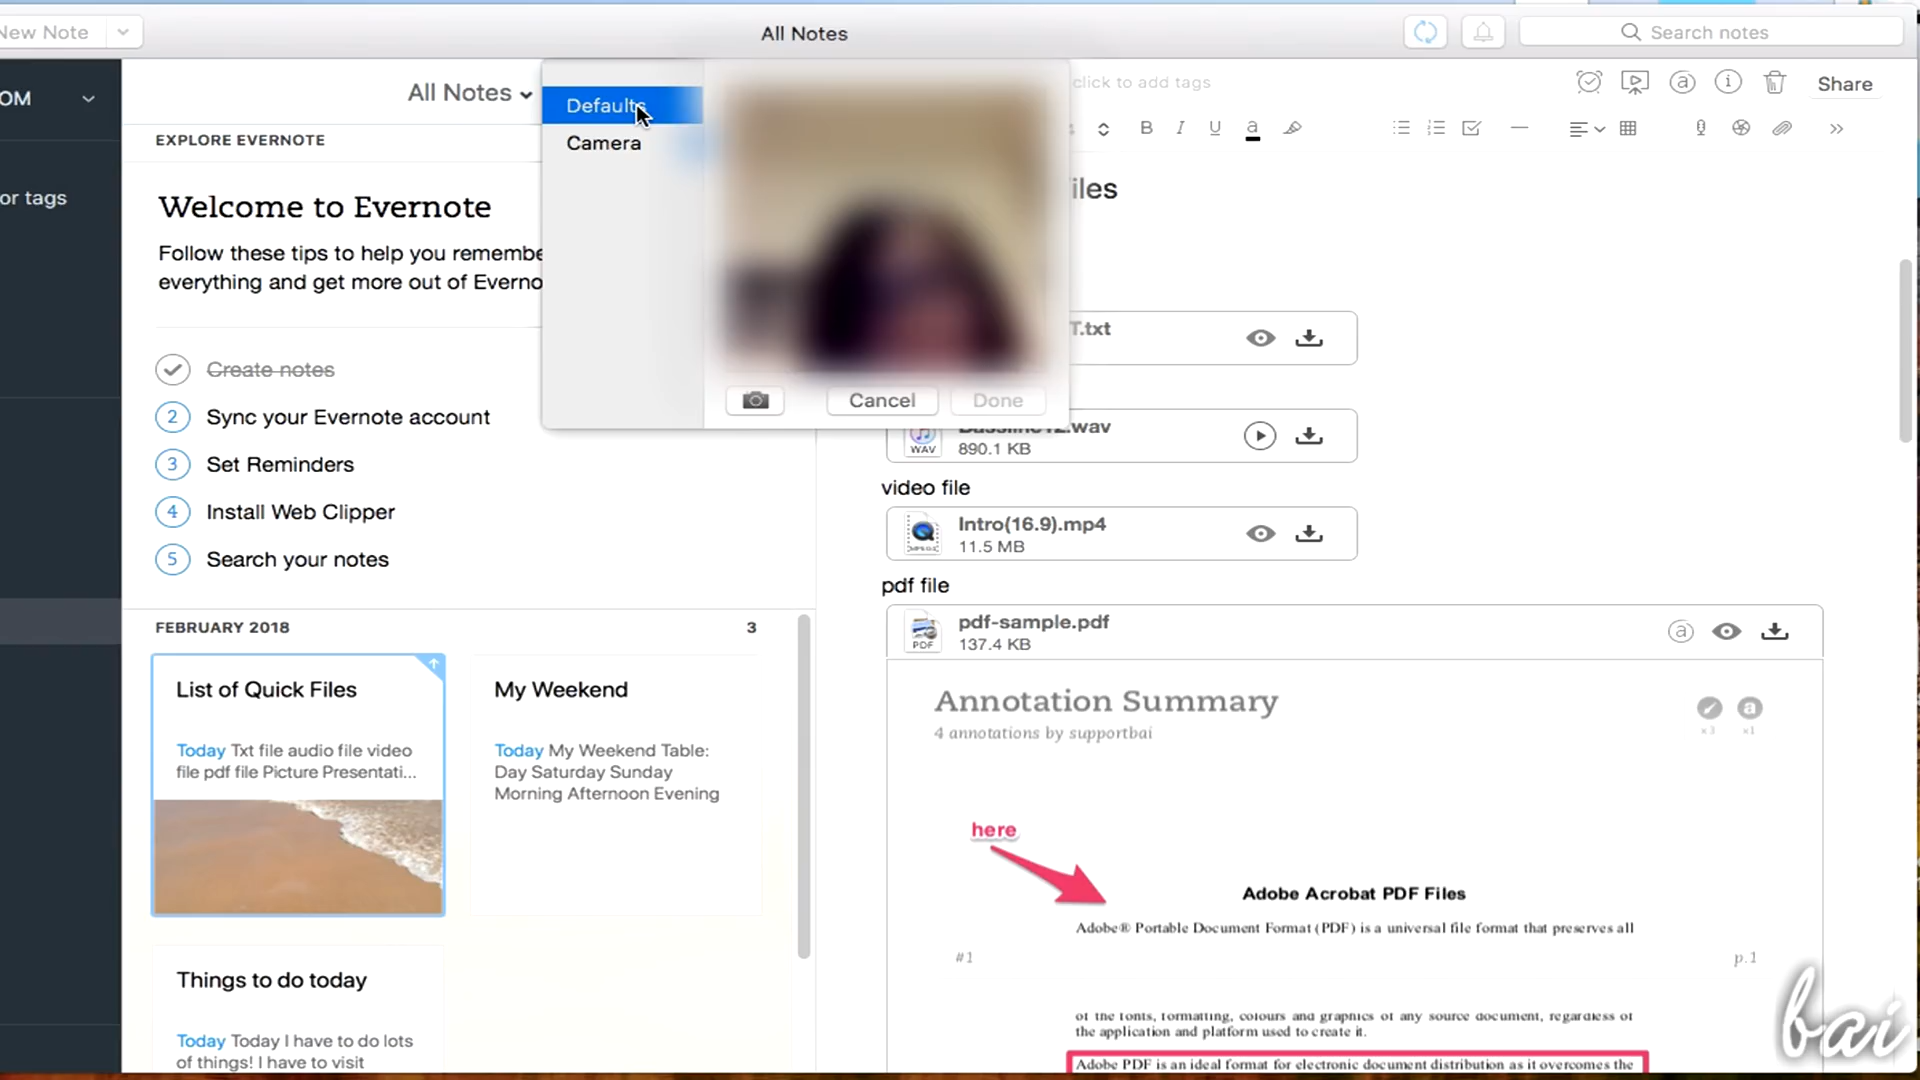 New Note
All Notes
Search notes
OM
All Notes
Defaults
Camera
click to add tags
Share
B I U a
EXPLORE EVERNOTE
or tags
Welcome to Evernote
Follow these tips to help you remembe
everything and get more out of Everno
Create notes
2 Sync your Evernote account
3 Set Reminders
4 Install Web Clipper
5 Search your notes
Cancel
Done
iles
T.txt
.wav
WAV
890.1 KB
video file
Intro(16.9).mp4
11.5 MB
pdf file
pdf-sample.pdf
PDF
137.4 KB
FEBRUARY 2018
3
List of Quick Files
Today Txt file audio file video
file pdf file Picture Presentati...
My Weekend
Today My Weekend Table:
Day Saturday Sunday
Morning Afternoon Evening
Things to do today
Today Today I have to do lots
of things! I have to visit
Annotation Summary
4 annotations by supportbai
x3
x1
here
Adobe Acrobat PDF Files
Adobe® Portable Document Format (PDF) is a universal file format that preserves all
#1
p.1
of the fonts, formatting, colours and graphics of any source document, regardless of
the application and platform used to create it.
Adobe PDF is an ideal format for electronic document distribution as it overcomes the
bai